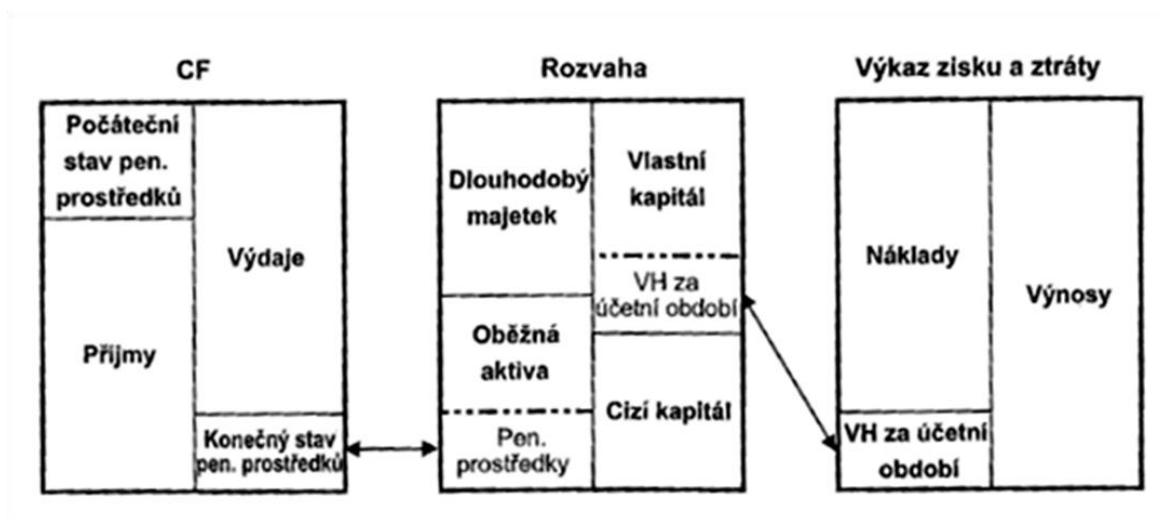 CF
Počáteční
stav pen.
prostředků
Výdaje
Příjmy
Konečný stav
pen. prostředků
Rozvaha
Dlouhodobý
majetek
Vlastní
kapitál
VH za
účetní období
Oběžná
aktiva
Cizí kapitál
Pen.
prostředky
Výkaz zisku a ztráty
Náklady
Výnosy
VH za účetní
období